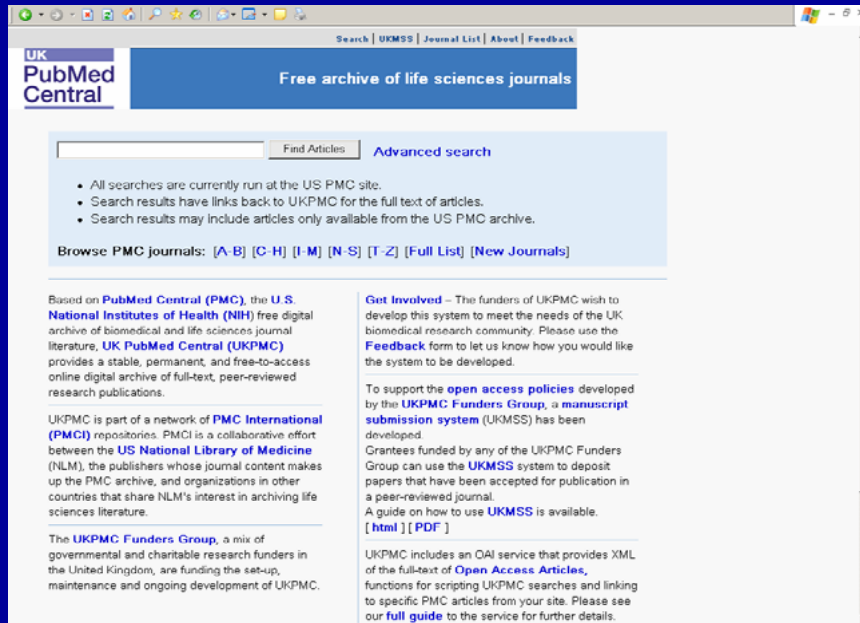 Search | UKMSS | Journal List | About | Feedback
UK
PubMed
Central
Free archive of life sciences journals
Find Articles
Advanced search
• All searches are currently run at the US PMC site.
• Search results have links back to UKPMC for the full text of articles.
• Search results may include articles only available from the US PMC archive.
Browse PMC journals: [A-B] [C-H] [I-M] [N-S] [T-Z] [Full List] [New Journals]
Based on PubMed Central (PMC), the U.S.
National Institutes of Health (NIH) free digital
archive of biomedical and life sciences journal
literature, UK PubMed Central (UKPMC)
provides a stable, permanent, and free-to-access
online digital archive of full-text, peer-reviewed
research publications.
UKPMC is part of a network of PMC International
(PMCI) repositories. PMCI is a collaborative effort
between the US National Library of Medicine
(NLM), the publishers whose journal content makes
up the PMC archive, and organizations in other
countries that share NLM's interest in archiving life
sciences literature.
The UKPMC Funders Group, a mix of
governmental and charitable research funders in
the United Kingdom, are funding the set-up,
maintenance and ongoing development of UKPMC.
Get Involved – The funders of UKPMC wish to
develop this system to meet the needs of the UK
biomedical research community. Please use the
Feedback form to let us know how you would like
the system to be developed.
To support the open access policies developed
by the UKPMC Funders Group, a manuscript
submission system (UKMSS) has been
developed.
Grantees funded by any of the UKPMC Funders
Group can use the UKMSS system to deposit
papers that have been accepted for publication in
a peer-reviewed journal.
A guide on how to use UKMSS is available.
[ html ] [ PDF ]
UKPMC includes an OAI service that provides XML
of the full-text of Open Access Articles,
functions for scripting UKPMC searches and linking
to specific PMC articles from your site. Please see
our full guide to the service for further details.